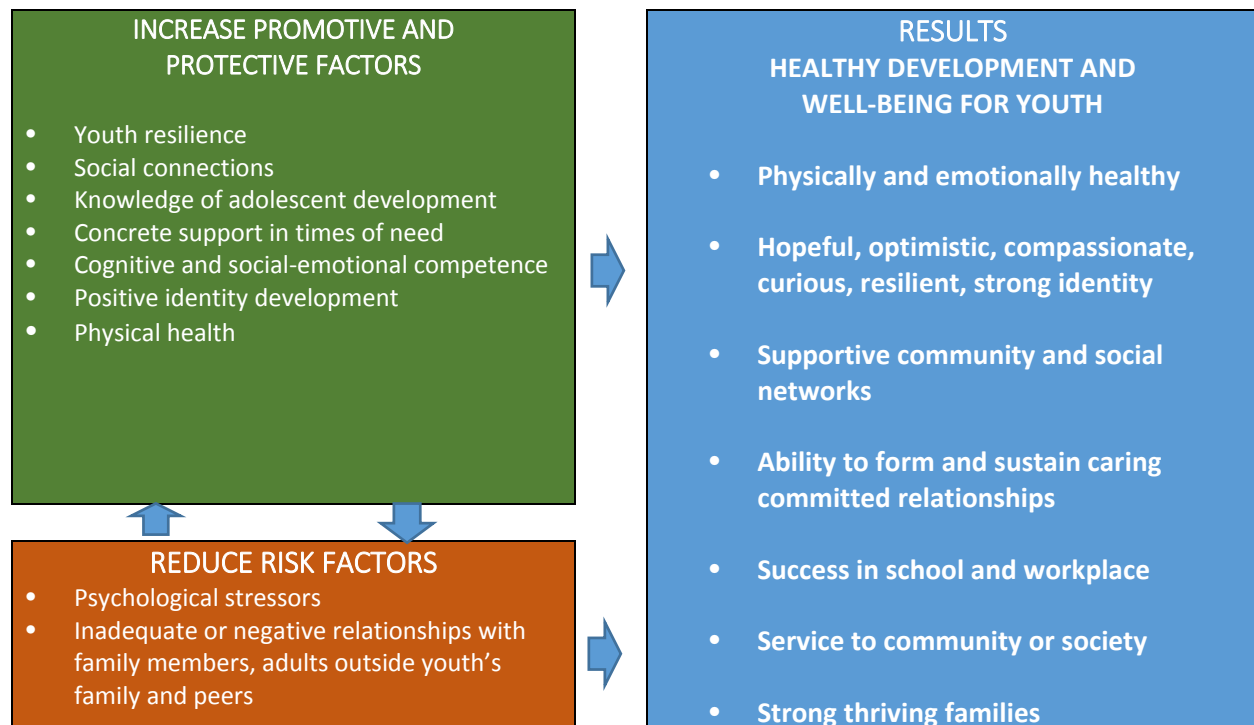 INCREASE PROMOTIVE AND
PROTECTIVE FACTORS
• Youth resilience
• Social connections
• Knowledge of adolescent development
• Concrete support in times of need
• Cognitive and social-emotional competence
• Positive identity development
• Physical health
REDUCE RISK FACTORS
• Psychological stressors
• Inadequate or negative relationships with
family members, adults outside youth’s
family and peers
RESULTS
HEALTHY DEVELOPMENT AND
WELL-BEING FOR YOUTH
• Physically and emotionally healthy
• Hopeful, optimistic, compassionate,
curious, resilient, strong identity
• Supportive community and social
networks
• Ability to form and sustain caring
committed relationships
• Success in school and workplace
• Service to community or society
• Strong thriving families